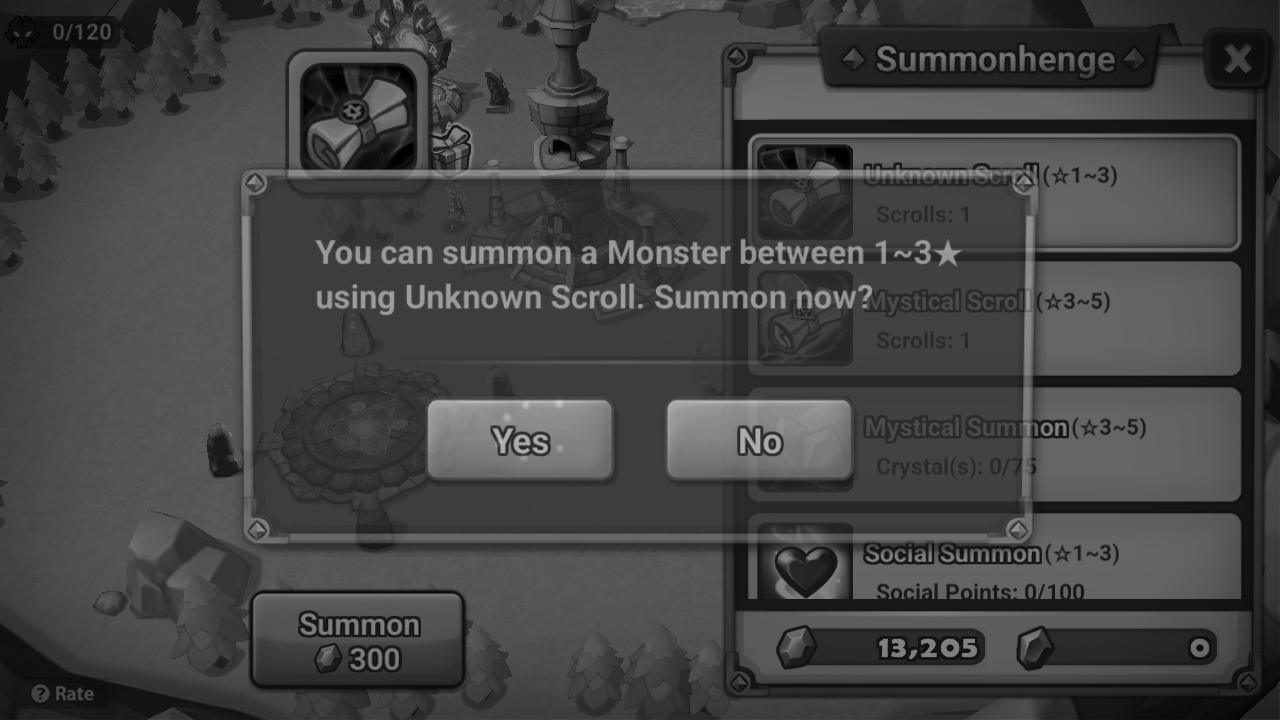 0/120
Summonhenge
X
Unknown Scroll (☆1~3)
Scrolls: 1
You can summon a Monster between 1~3★
using Unknown Scroll. Summon now?
Mystical Scroll (☆3~5)
Scrolls: 1
Yes
No
Mystical Summon (☆3~5)
Crystal(s): 0/75
Social Summon (☆1~3)
Social Points: 0/100
Summon
300
13,205
0
? Rate